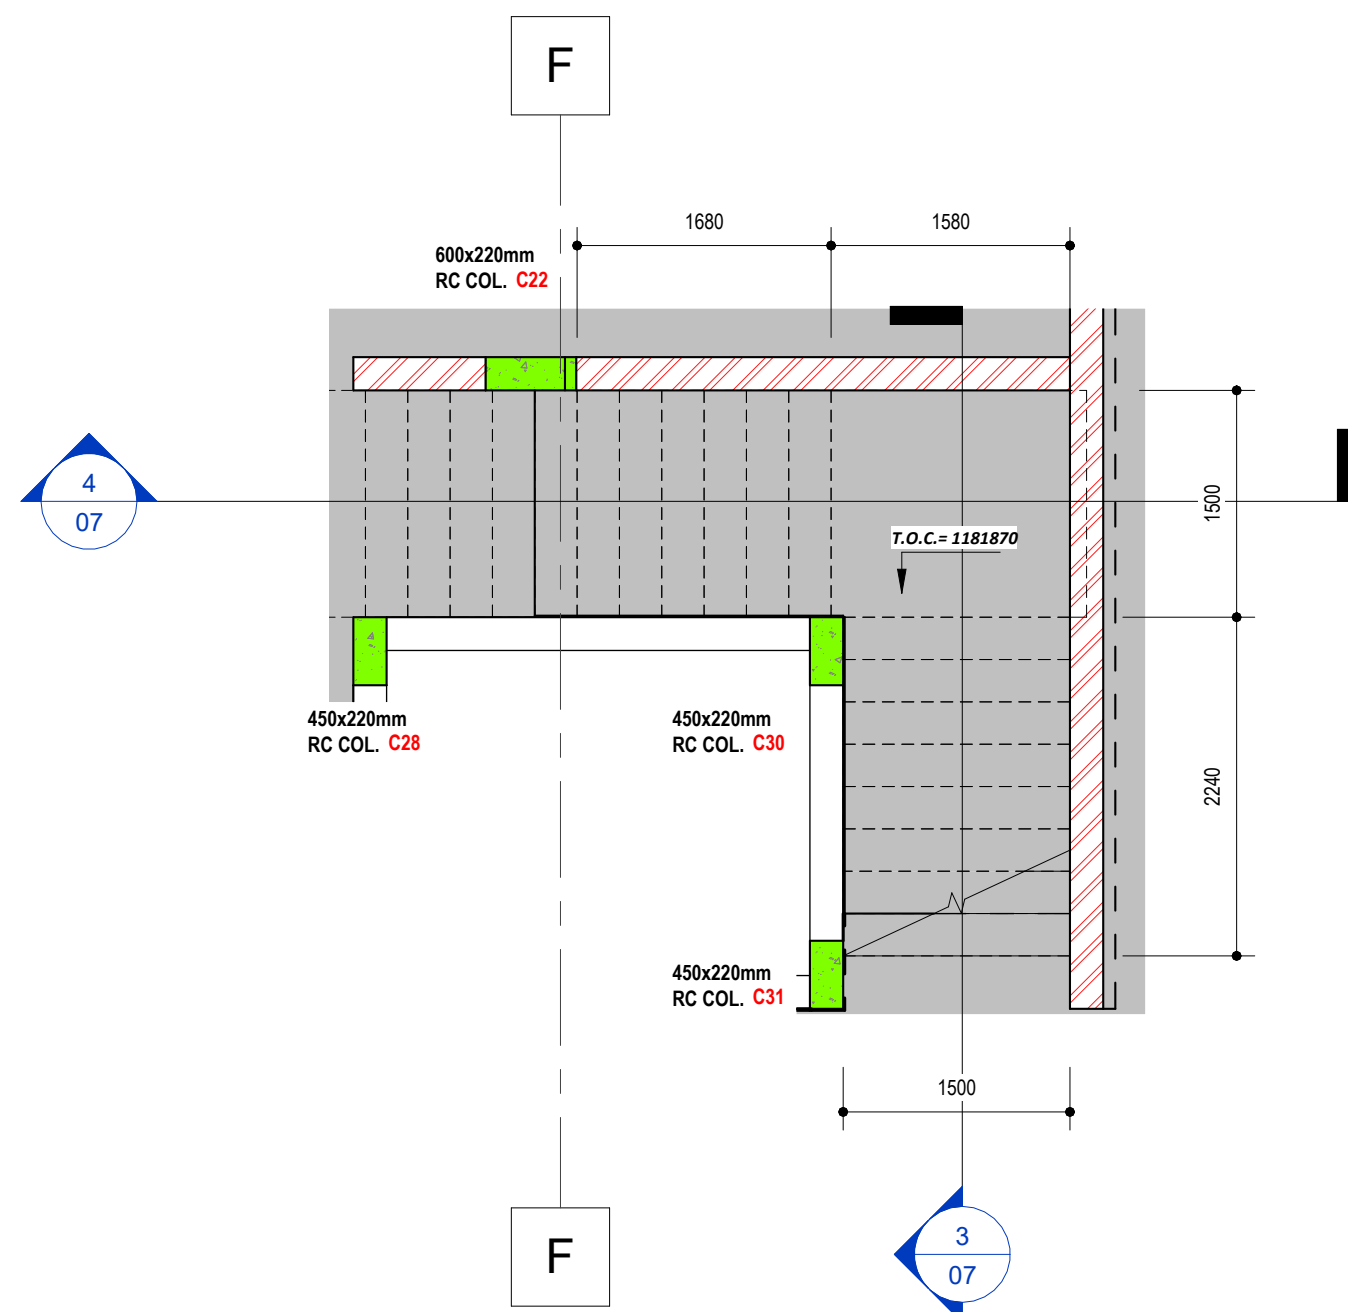 F
1680
1580
600x220mm
RC COL. C22
4
07
1500
T.O.C.= 1181870
450x220mm
RC COL. C28
450x220mm
RC COL. C30
2240
450x220mm
RC COL. C31
1500
F
3
07